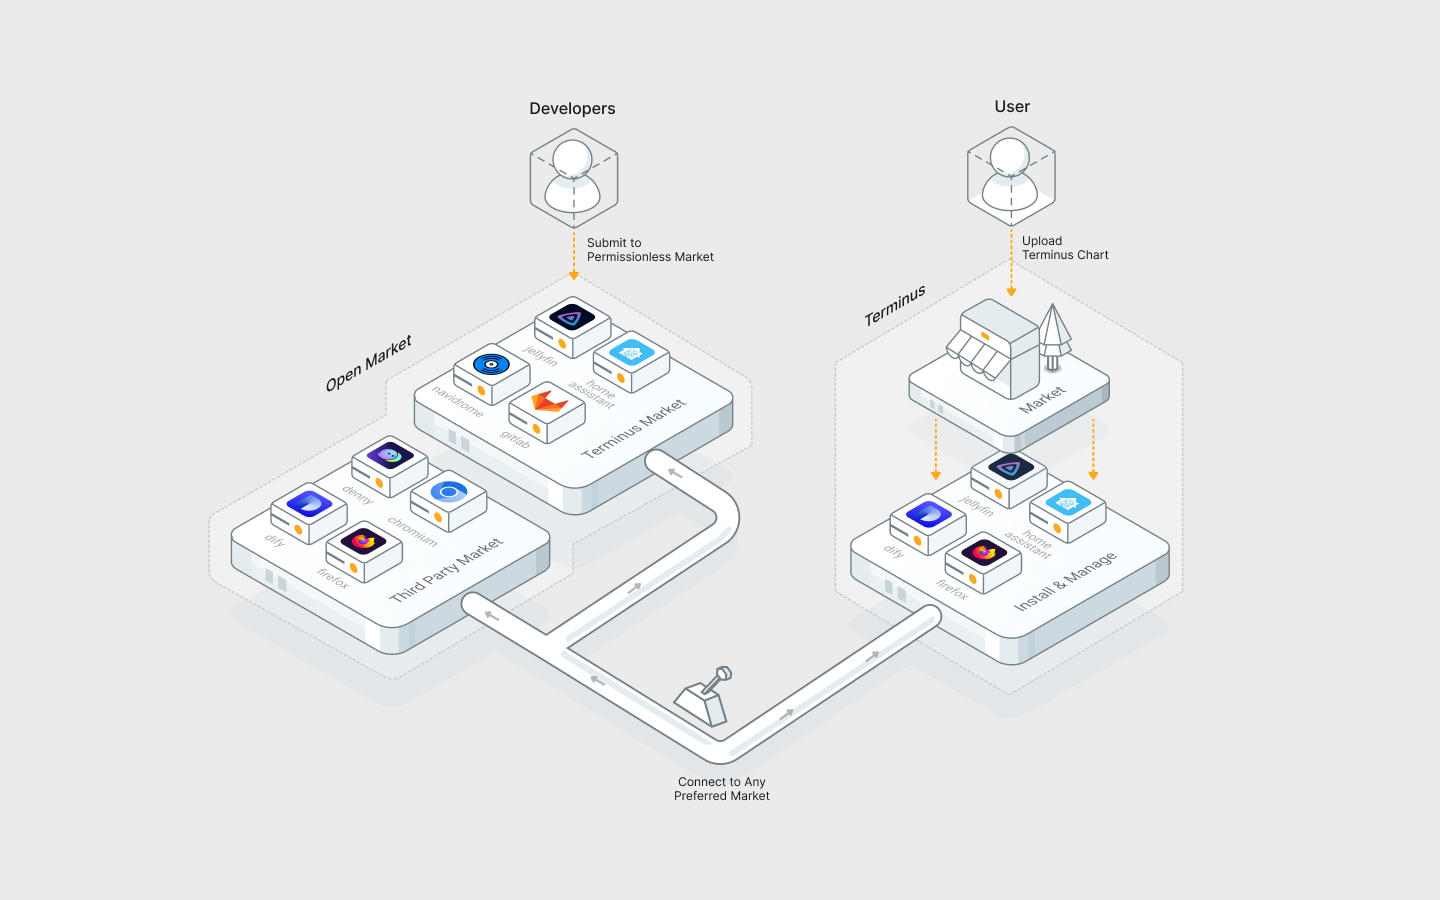 Developers
User
Submit to
Permissionless Market
Upload
Terminus Chart
Open Market
Terminus
jellyfin
home
assistant
navidrome
gitlab
Terminus Market
Market
denny
chromium
dify
firefox
Third Party Market
jellyfin
home
assistant
dify
firefox
Install & Manage
Connect to Any
Preferred Market